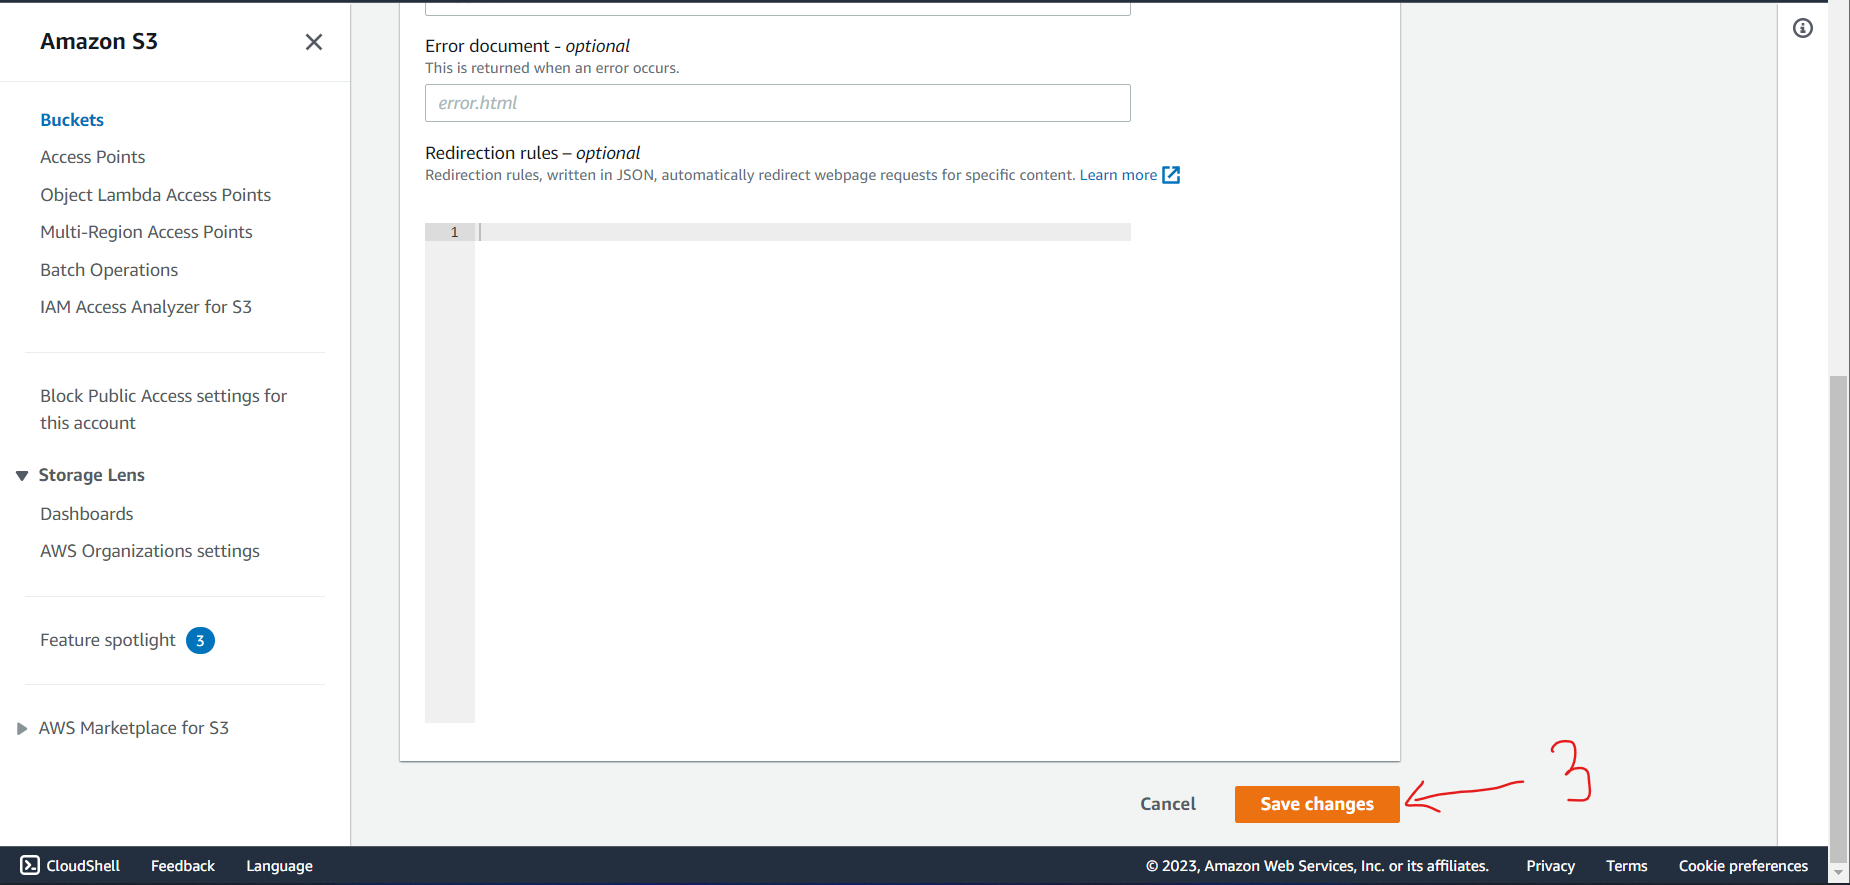 Amazon S3
Buckets
Access Points
Object Lambda Access Points
Multi-Region Access Points
Batch Operations
IAM Access Analyzer for S3
Block Public Access settings for
this account
Storage Lens
Dashboards
AWS Organizations settings
Feature spotlight 3
AWS Marketplace for S3
Error document - optional
This is returned when an error occurs.
error.html
Redirection rules – optional
Redirection rules, written in JSON, automatically redirect webpage requests for specific content. Learn more
1
Cancel
Save changes
3
CloudShell
Feedback
Language
© 2023, Amazon Web Services, Inc. or its affiliates.
Privacy
Terms
Cookie preferences